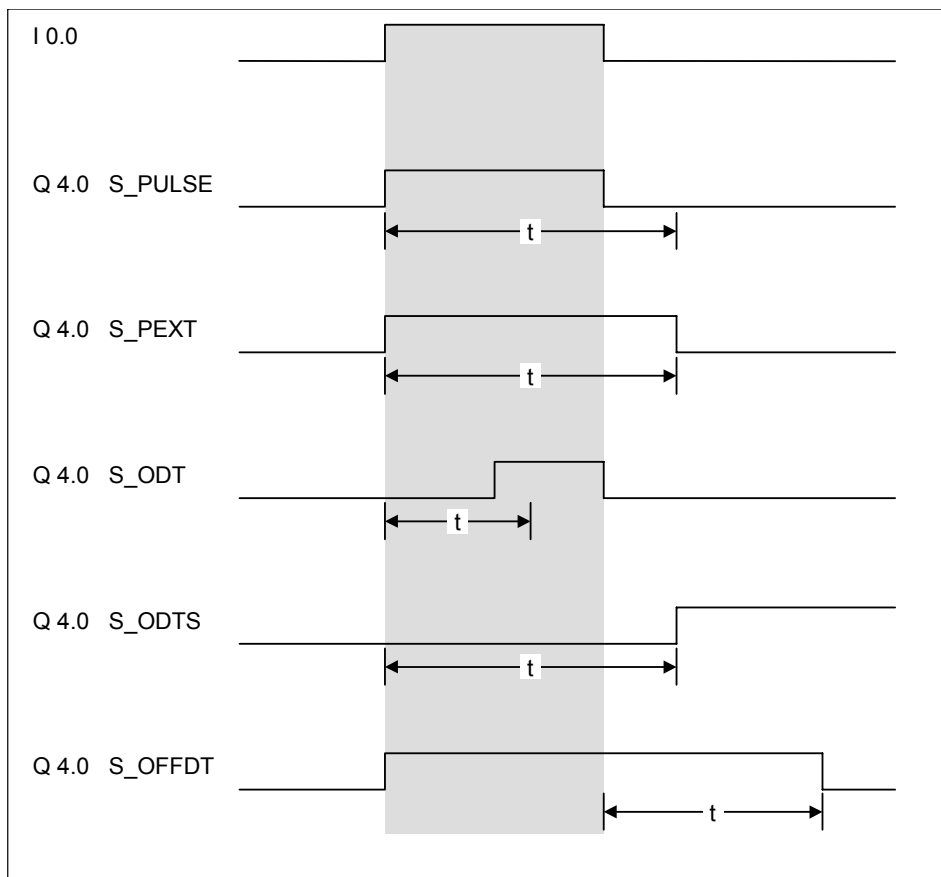 I 0.0
Q 4.0 S_PULSE
t
Q 4.0 S_PEXT
t
Q 4.0 S_ODT
t
Q 4.0 S_ODTS
t
Q 4.0 S_OFFDT
t